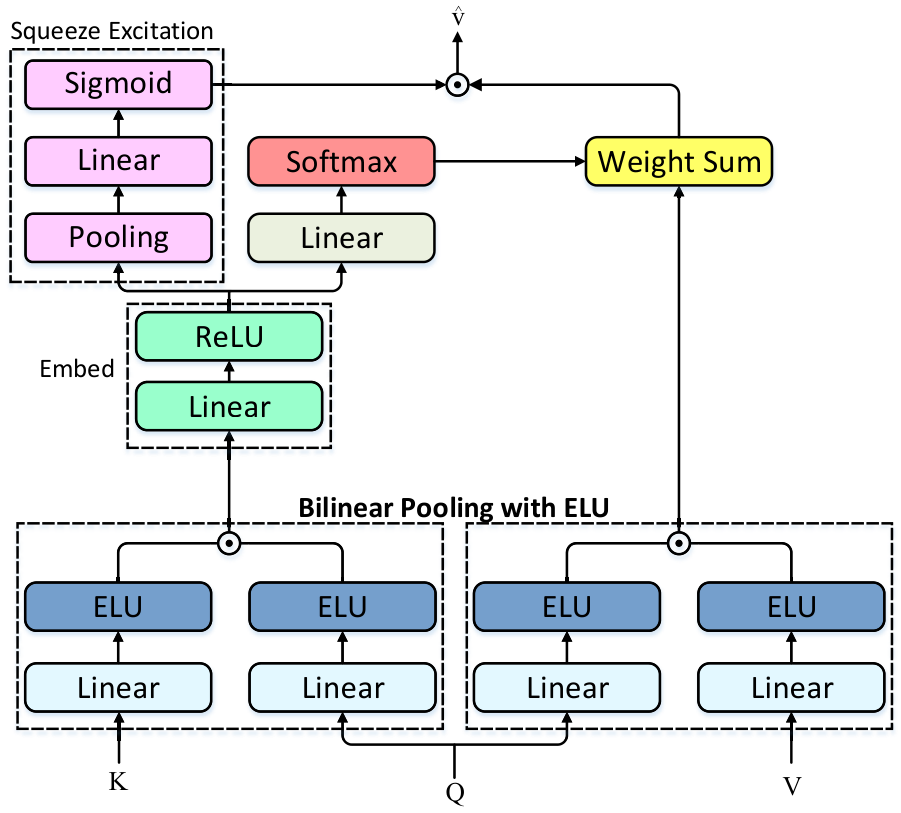 v̂
Squeeze Excitation
Sigmoid
Linear
Softmax
Weight Sum
Pooling
Linear
ReLU
Embed
Linear
Bilinear Pooling with ELU
ELU
ELU
ELU
ELU
Linear
Linear
Linear
Linear
K
Q
V